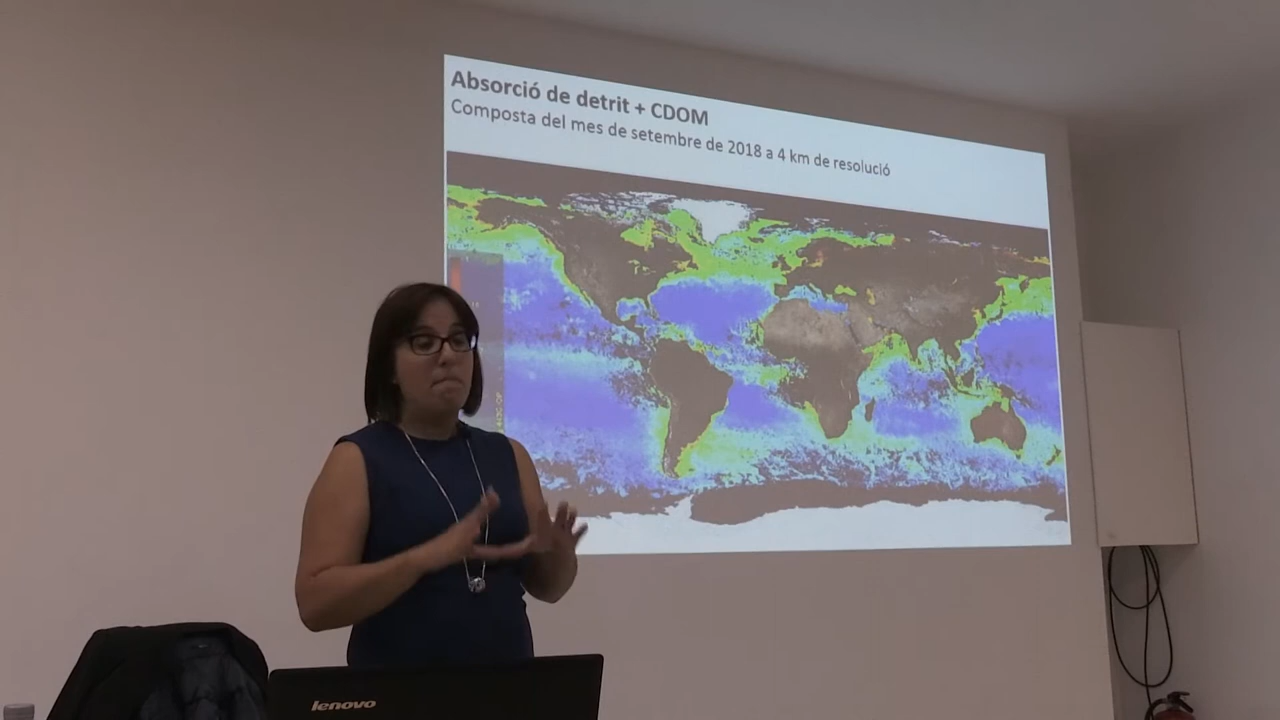 Absorció de detrit + CDOM
Composta del mes de setembre de 2018 a 4 km de resolució
lenovo